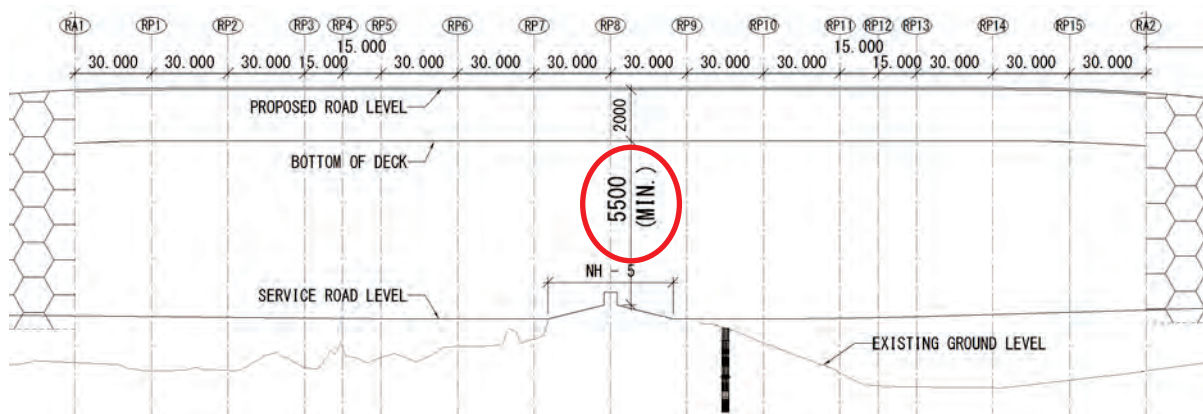 RA1 RP1 RP2 RP3 RP4 RP5 RP6 RP7 RP8 RP9 RP10 RP11 RP12 RP13 RP14 RP15 RA2
15.000 15.000
30.000 30.000 30.000 15.000 30.000 30.000 30.000 30.000 30.000 30.000 15.000 30.000 30.000 30.000
PROPOSED ROAD LEVEL
2000
BOTTOM OF DECK
5500
(MIN.)
NH - 5
SERVICE ROAD LEVEL
EXISTING GROUND LEVEL